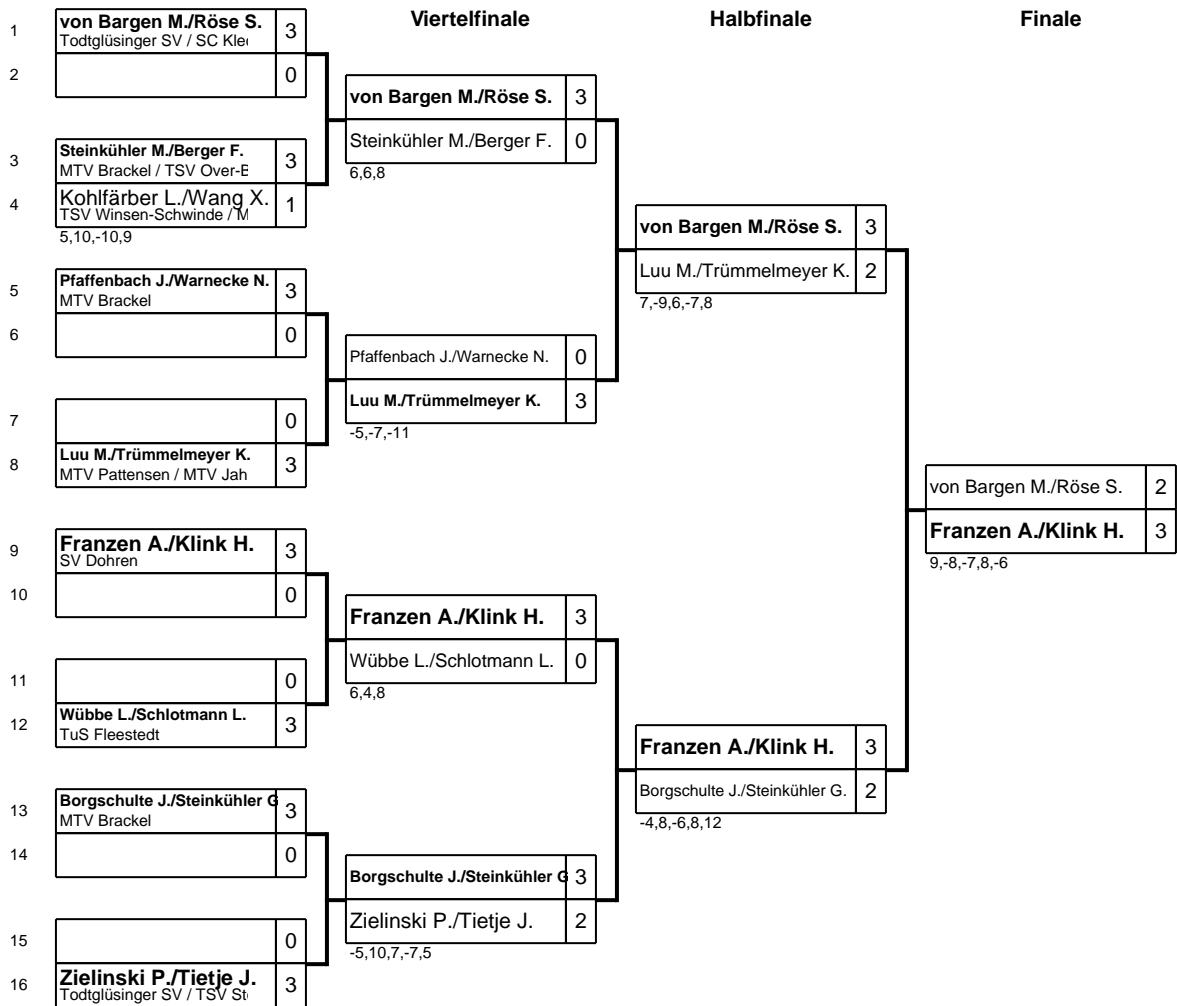 Viertelfinale
Halbfinale
Finale
1
von Bargen M./Röse S.
3
Todtglüsinger SV / SC Kle
2
0
3
Steinkühler M./Berger F.
3
MTV Brackel / TSV Over-B
4
Kohlfärber L./Wang X.
1
TSV Winsen-Schwinde / M
5,10,-10,9
5
Pfaffenbach J./Warnecke N.
3
MTV Brackel
6
0
7
0
8
Luu M./Trümmelmeyer K.
3
MTV Pattensen / MTV Jah
9
Franzen A./Klink H.
3
SV Dohren
10
0
11
0
12
Wübbe L./Schlotmann L.
3
TuS Fleestedt
13
Borgschulte J./Steinkühler G
3
MTV Brackel
14
0
15
0
16
Zielinski P./Tietje J.
3
Todtglüsinger SV / TSV St
von Bargen M./Röse S.
3
Steinkühler M./Berger F.
0
6,6,8
Pfaffenbach J./Warnecke N.
0
Luu M./Trümmelmeyer K.
3
-5,-7,-11
Franzen A./Klink H.
3
Wübbe L./Schlotmann L.
0
6,4,8
Borgschulte J./Steinkühler G
3
Zielinski P./Tietje J.
2
-5,10,7,-7,5
von Bargen M./Röse S.
3
Luu M./Trümmelmeyer K.
2
7,-9,6,-7,8
Franzen A./Klink H.
3
Borgschulte J./Steinkühler G.
2
-4,8,-6,8,12
von Bargen M./Röse S.
2
Franzen A./Klink H.
3
9,-8,-7,8,-6